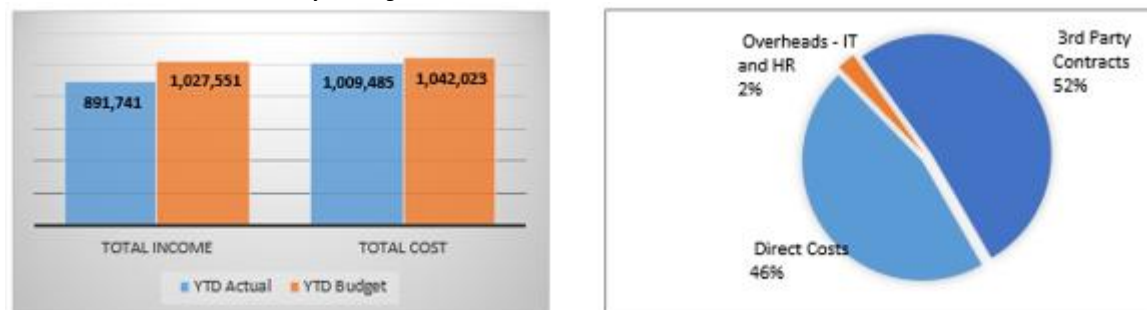 891,741
1,027,551
1,009,485
1,042,023
TOTAL INCOME
TOTAL COST
YTD Actual
YTD Budget
Overheads - IT
and HR
2%
3rd Party
Contracts
52%
Direct Costs
46%